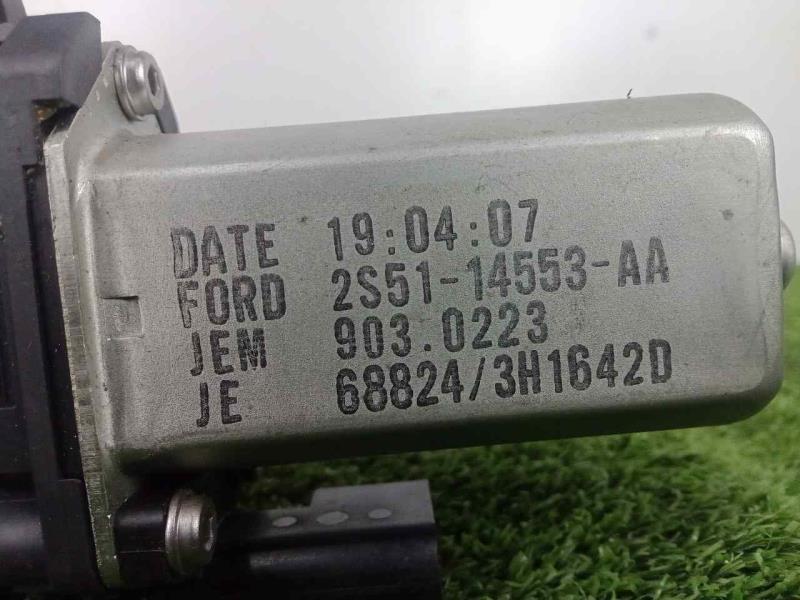 DATE 19:04:07
FORD 2S51-14553-AA
JEM 903.0223
JE 68824/3H1642D